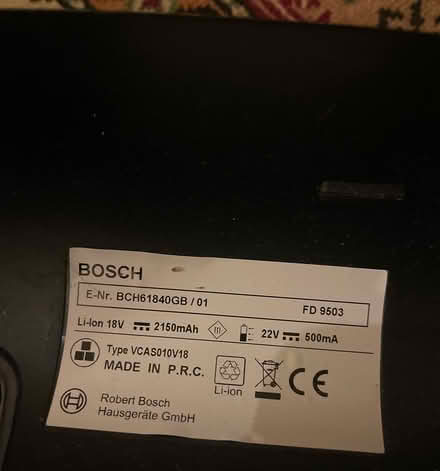 BOSCH
E-Nr. BCH61840GB / 01 FD 9503
Li-Ion 18V 2150mAh 22V 500mA
Type VCAS010V18
MADE IN P.R.C.
Li-ion
CE
Robert Bosch
Hausgeräte GmbH